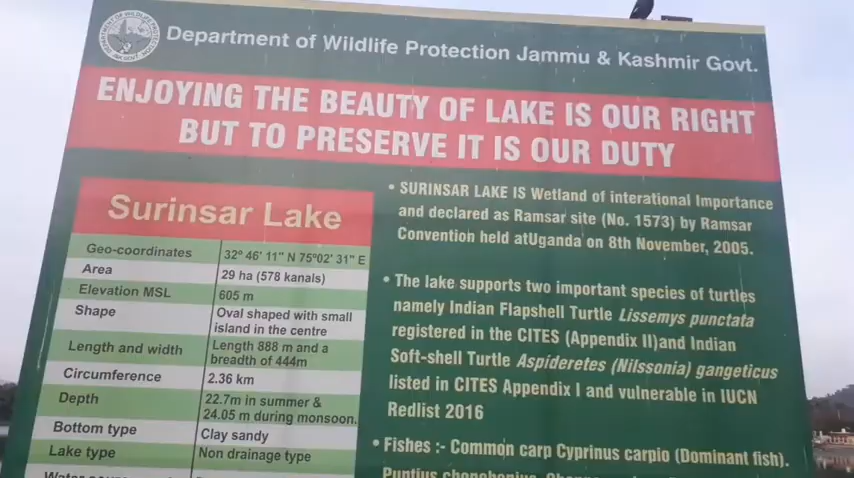 Department of Wildlife Protection Jammu & Kashmir Govt.
ENJOYING THE BEAUTY OF LAKE IS OUR RIGHT
BUT TO PRESERVE IT IS OUR DUTY
Surinsar Lake
Geo-coordinates 32° 46' 11" N 75°02' 31" E
Area 29 ha (578 kanals)
Elevation MSL 605 m
Shape Oval shaped with small
island in the centre
Length and width Length 888 m and a
breadth of 444m
Circumference 2.36 km
Depth 22.7m in summer &
24.05 m during monsoon.
Bottom type Clay sandy
Lake type Non drainage type
• SURINSAR LAKE IS Wetland of interational Importance
and declared as Ramsar site (No. 1573) by Ramsar
Convention held atUganda on 8th November, 2005.
• The lake supports two important species of turtles
namely Indian Flapshell Turtle Lissemys punctata
registered in the CITES (Appendix II)and Indian
Soft-shell Turtle Aspideretes (Nilssonia) gangeticus
listed in CITES Appendix I and vulnerable in IUCN
Redlist 2016
• Fishes :- Common carp Cyprinus carpio (Dominant fish).
Puntius